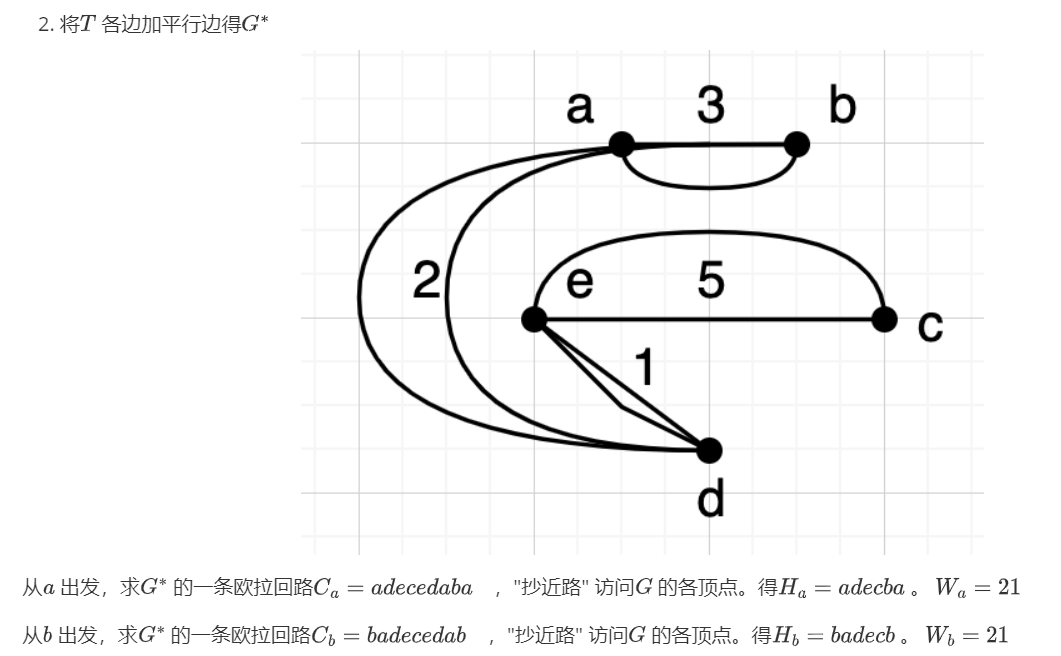 2. 将T 各边加平行边得G*
a 3 b
2 e 5 c
1
d
从a 出发，求G* 的一条欧拉回路Cₐ = adecedaba ，"抄近路" 访问G 的各顶点。得Hₐ = adecba 。 Wₐ = 21
从b 出发，求G* 的一条欧拉回路C_b = badecedab ，"抄近路" 访问G 的各顶点。得H_b = badecb 。 W_b = 21